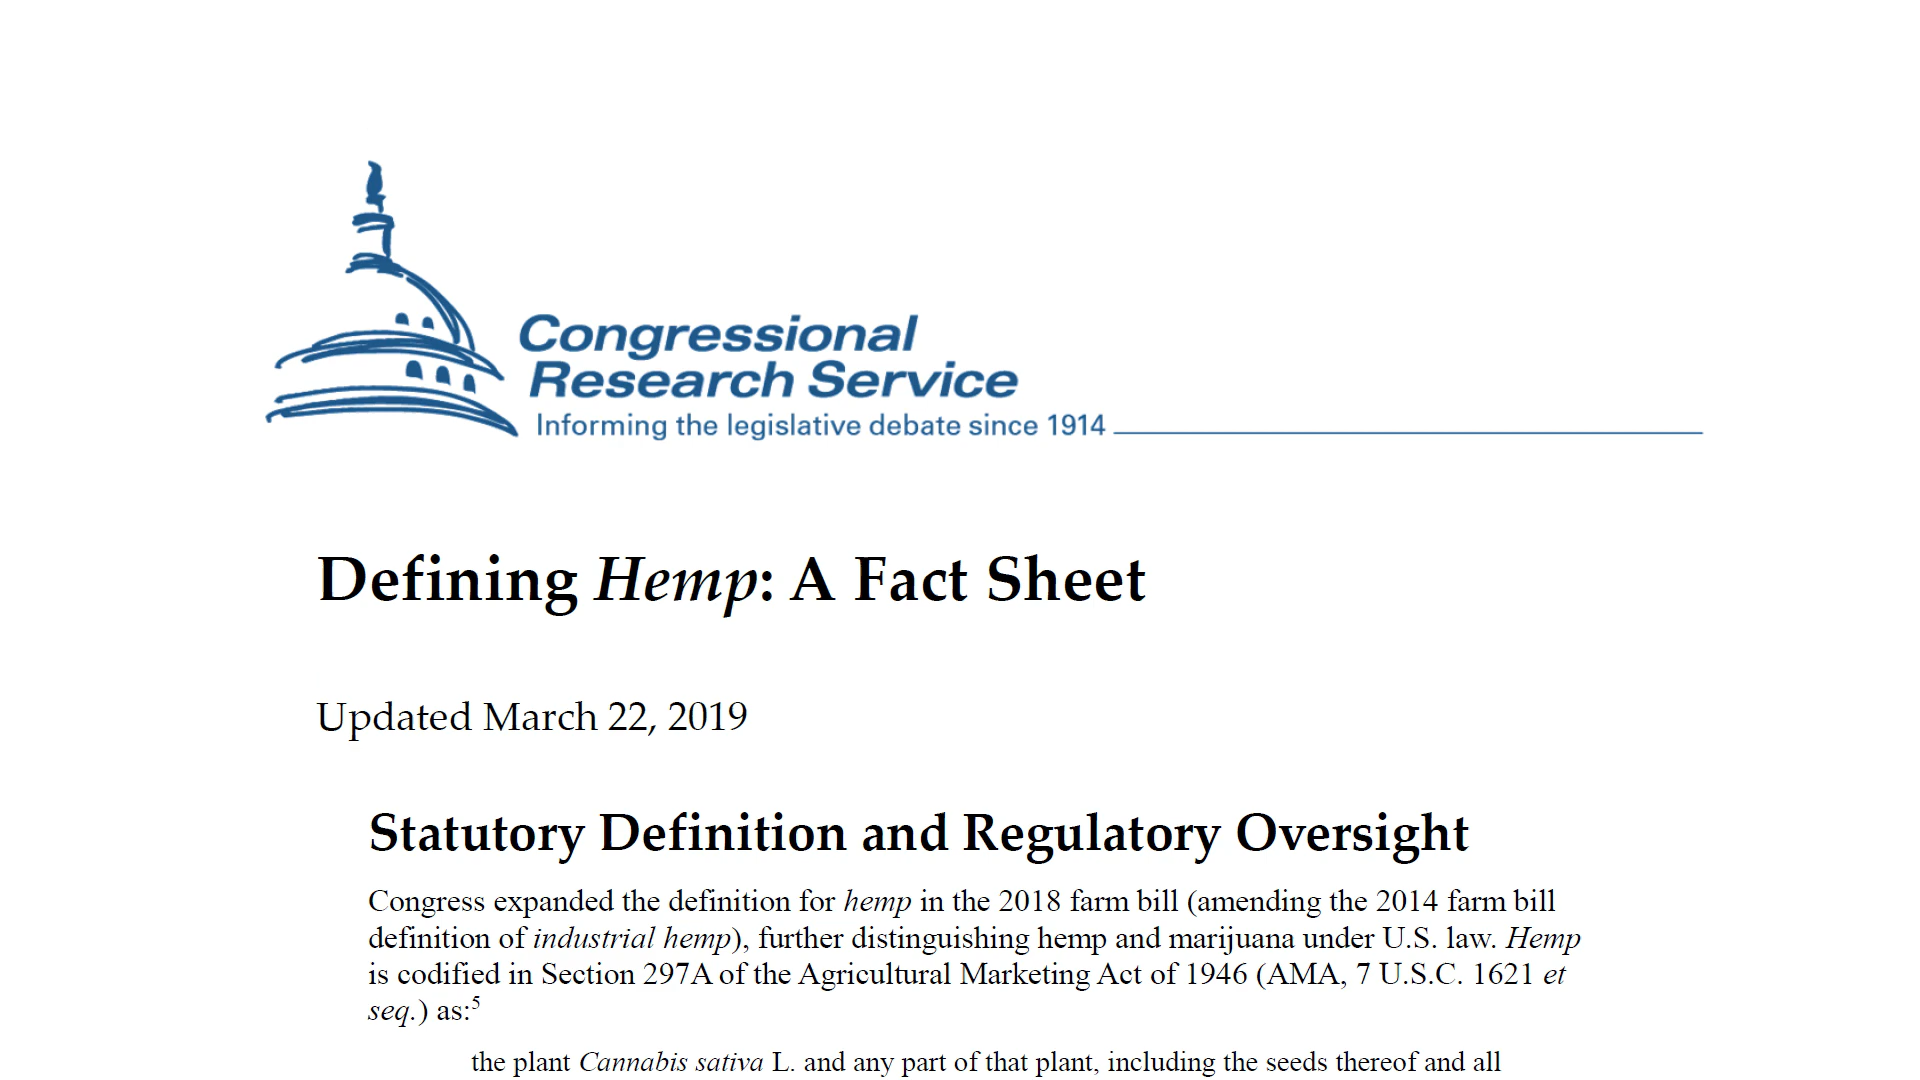 Congressional
Research Service
Informing the legislative debate since 1914
Defining Hemp: A Fact Sheet
Updated March 22, 2019
Statutory Definition and Regulatory Oversight
Congress expanded the definition for hemp in the 2018 farm bill (amending the 2014 farm bill
definition of industrial hemp), further distinguishing hemp and marijuana under U.S. law. Hemp
is codified in Section 297A of the Agricultural Marketing Act of 1946 (AMA, 7 U.S.C. 1621 et
seq.) as:5
the plant Cannabis sativa L. and any part of that plant, including the seeds thereof and all